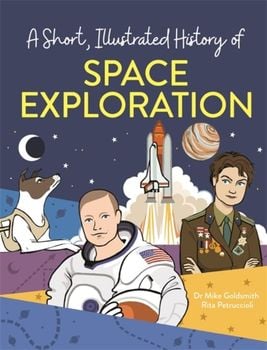 A Short, Illustrated History of
SPACE
EXPLORATION
Dr Mike Goldsmith
Rita Petruccioli